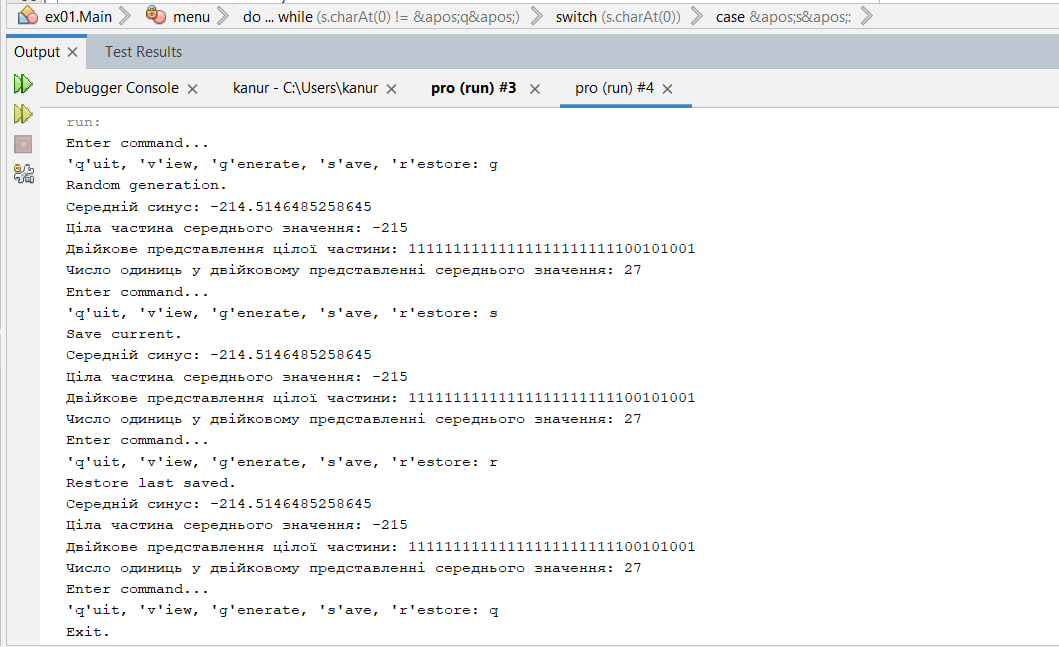 ex01.Main
menu
do ... while (s.charAt(0) != &apos;q&apos;)
switch (s.charAt(0))
case &apos;s&apos;:
Output
Test Results
Debugger Console
kanur - C:\Users\kanur
pro (run) #3
pro (run) #4
run:
Enter command...
'q'uit, 'v'iew, 'g'enerate, 's'ave, 'r'estore: g
Random generation.
Середній синус: -214.5146485258645
Ціла частина середнього значення: -215
Двійкове представлення цілої частини: 11111111111111111111111100101001
Число одиниць у двійковому представленні середнього значення: 27
Enter command...
'q'uit, 'v'iew, 'g'enerate, 's'ave, 'r'estore: s
Save current.
Середній синус: -214.5146485258645
Ціла частина середнього значення: -215
Двійкове представлення цілої частини: 11111111111111111111111100101001
Число одиниць у двійковому представленні середнього значення: 27
Enter command...
'q'uit, 'v'iew, 'g'enerate, 's'ave, 'r'estore: r
Restore last saved.
Середній синус: -214.5146485258645
Ціла частина середнього значення: -215
Двійкове представлення цілої частини: 11111111111111111111111100101001
Число одиниць у двійковому представленні середнього значення: 27
Enter command...
'q'uit, 'v'iew, 'g'enerate, 's'ave, 'r'estore: q
Exit.